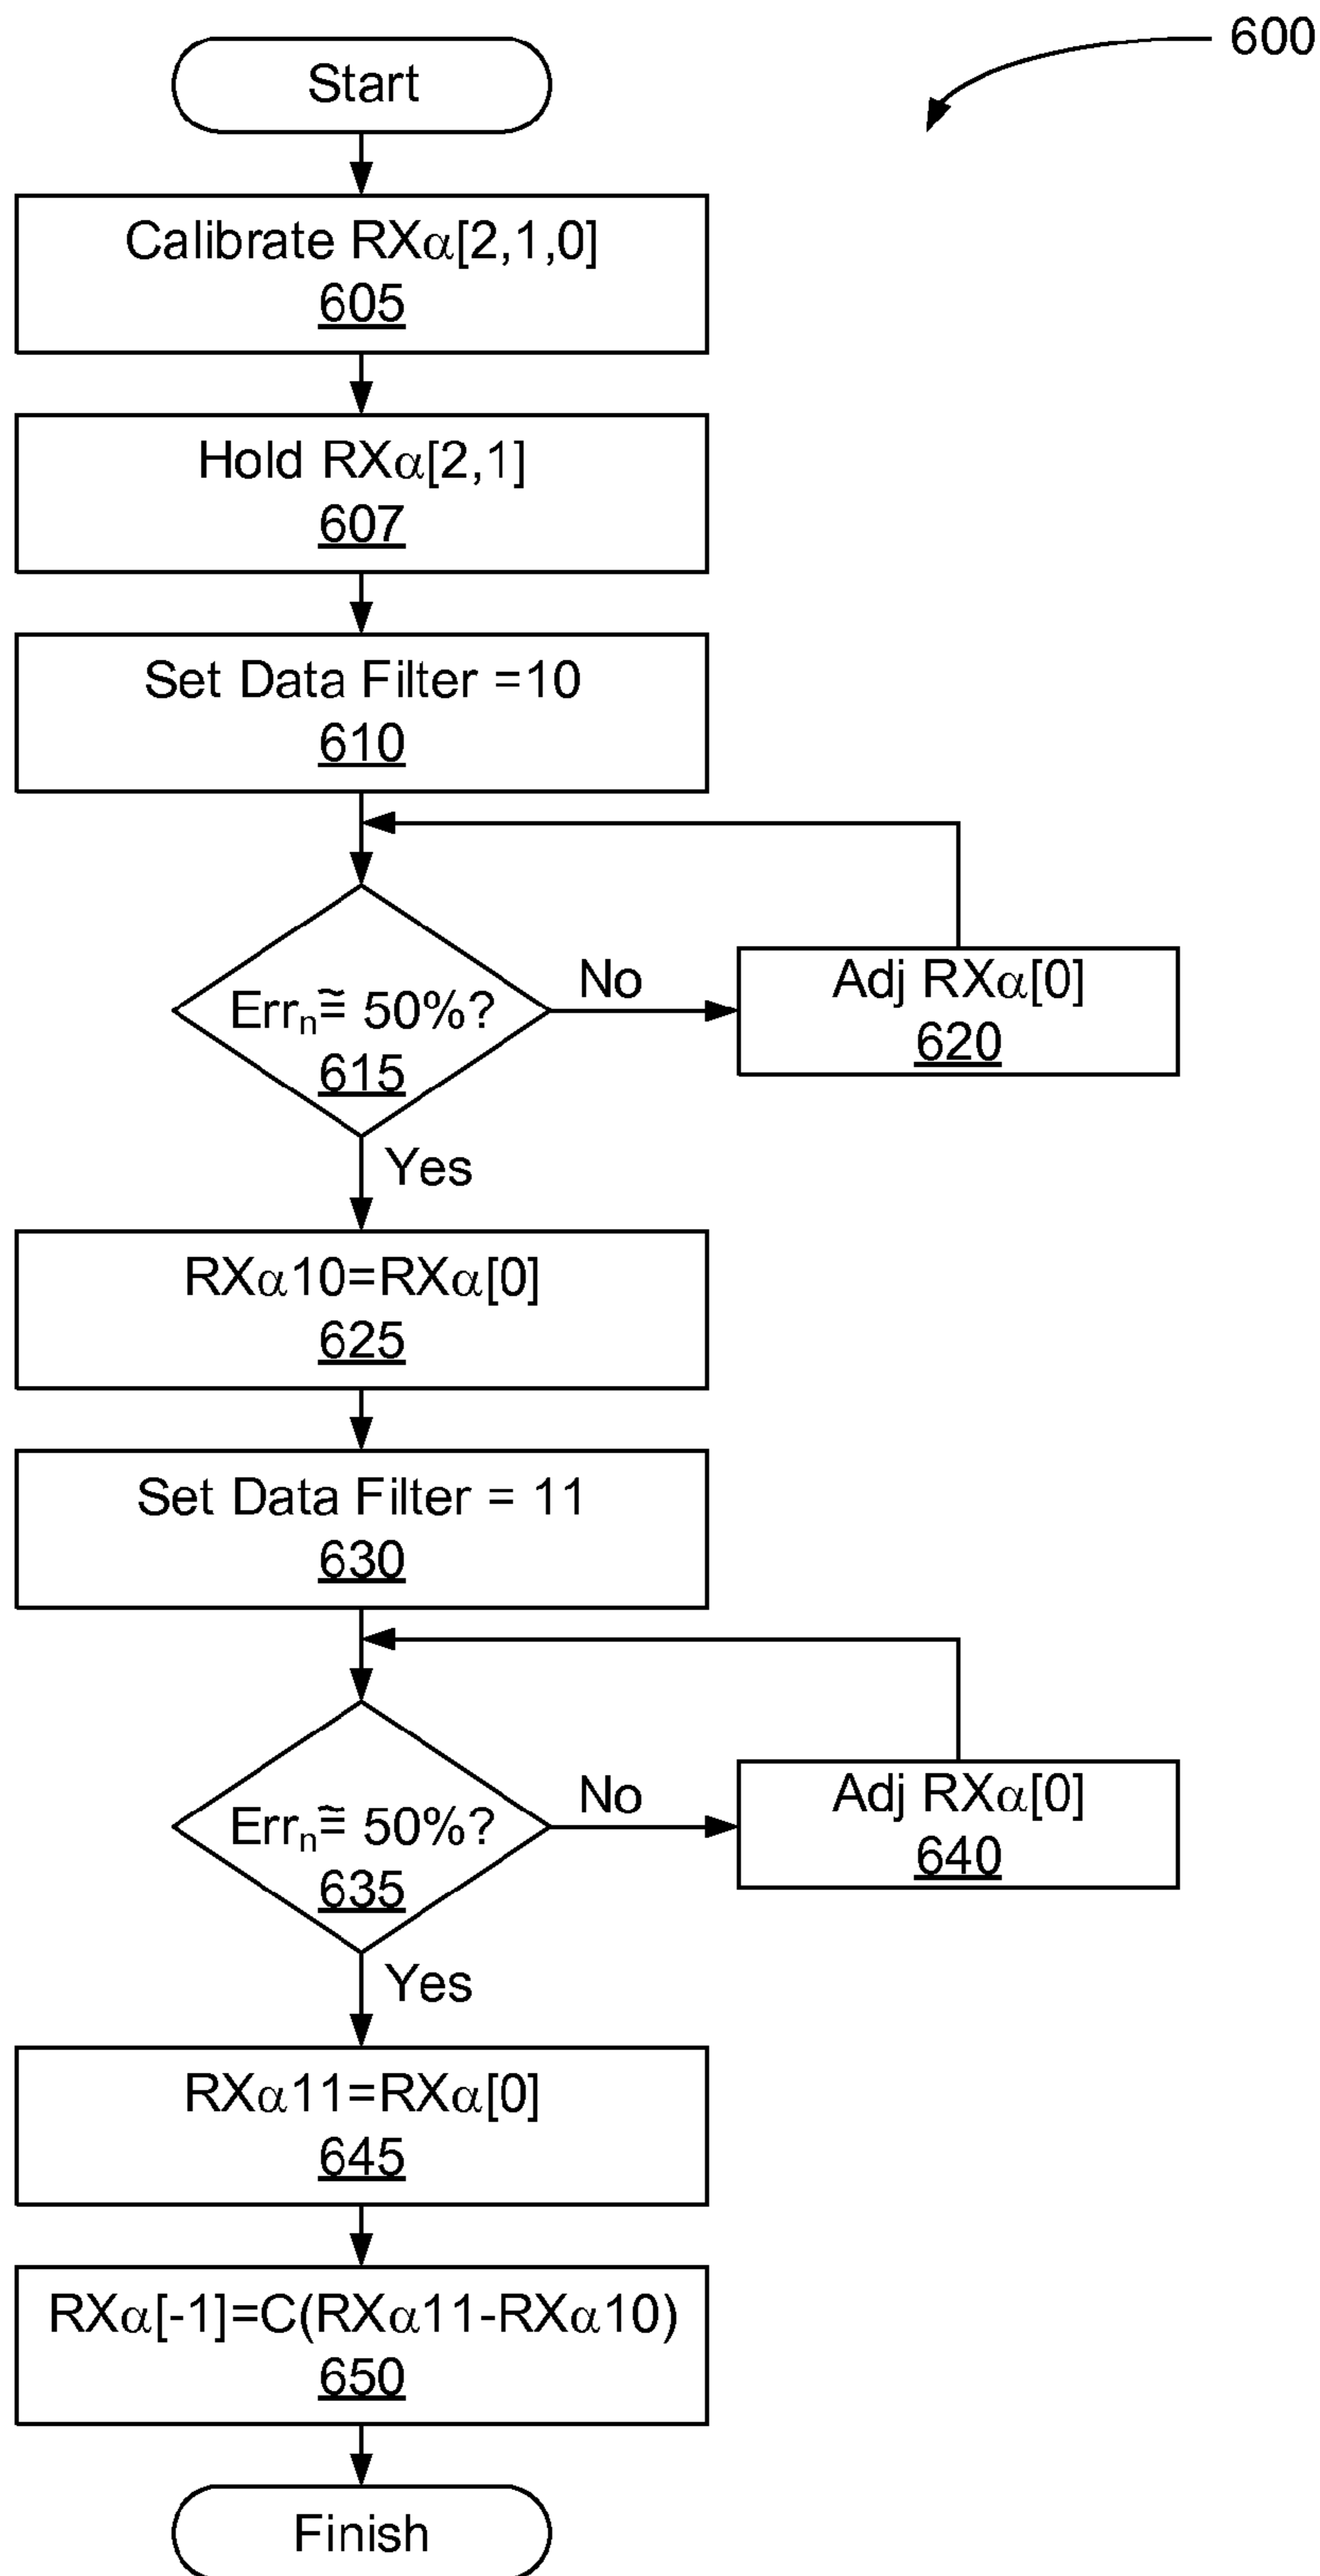 600
Start
Calibrate RXα[2,1,0]
605
Hold RXα[2,1]
607
Set Data Filter =10
610
Errn≅ 50%?
615
No
Adj RXα[0]
620
Yes
RXα10=RXα[0]
625
Set Data Filter = 11
630
Errn≅ 50%?
635
No
Adj RXα[0]
640
Yes
RXα11=RXα[0]
645
RXα[-1]=C(RXα11-RXα10)
650
Finish